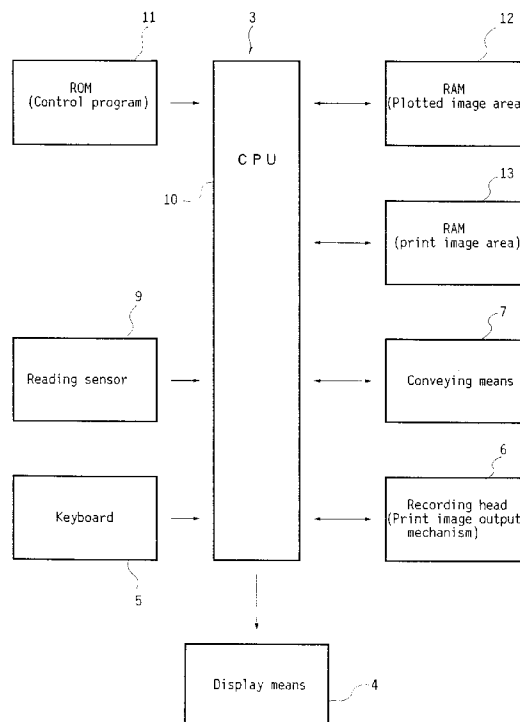 11
3
12
ROM
(Control program)
CPU
RAM
(Plotted image area)
10
13
RAM
(print image area)
9
7
Reading sensor
Conveying means
6
Keyboard
Recording head
(Print image output
mechanism)
5
Display means
4